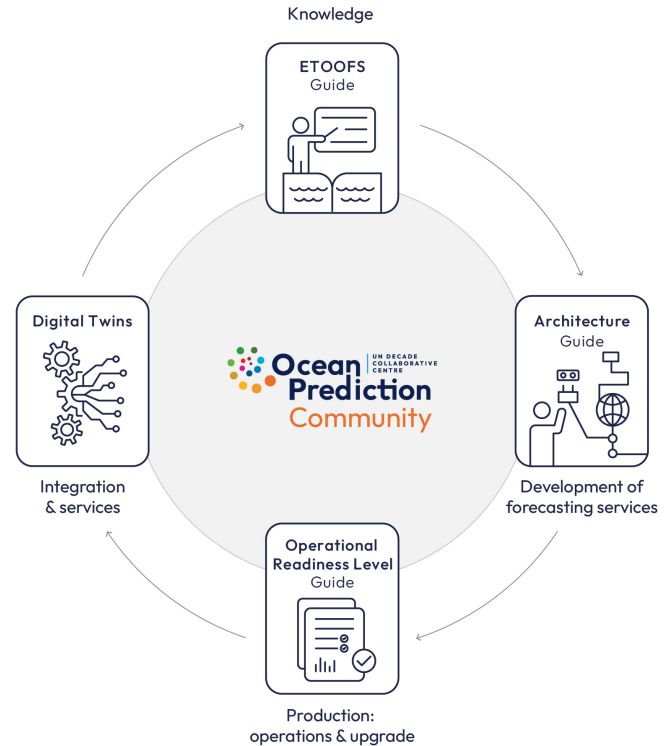 Knowledge
ETOOFS
Guide
Digital Twins
Integration
& services
Ocean
Prediction
Community
UN DECADE
COLLABORATIVE
CENTRE
Architecture
Guide
Development of
forecasting services
Operational
Readiness Level
Guide
Production:
operations & upgrade